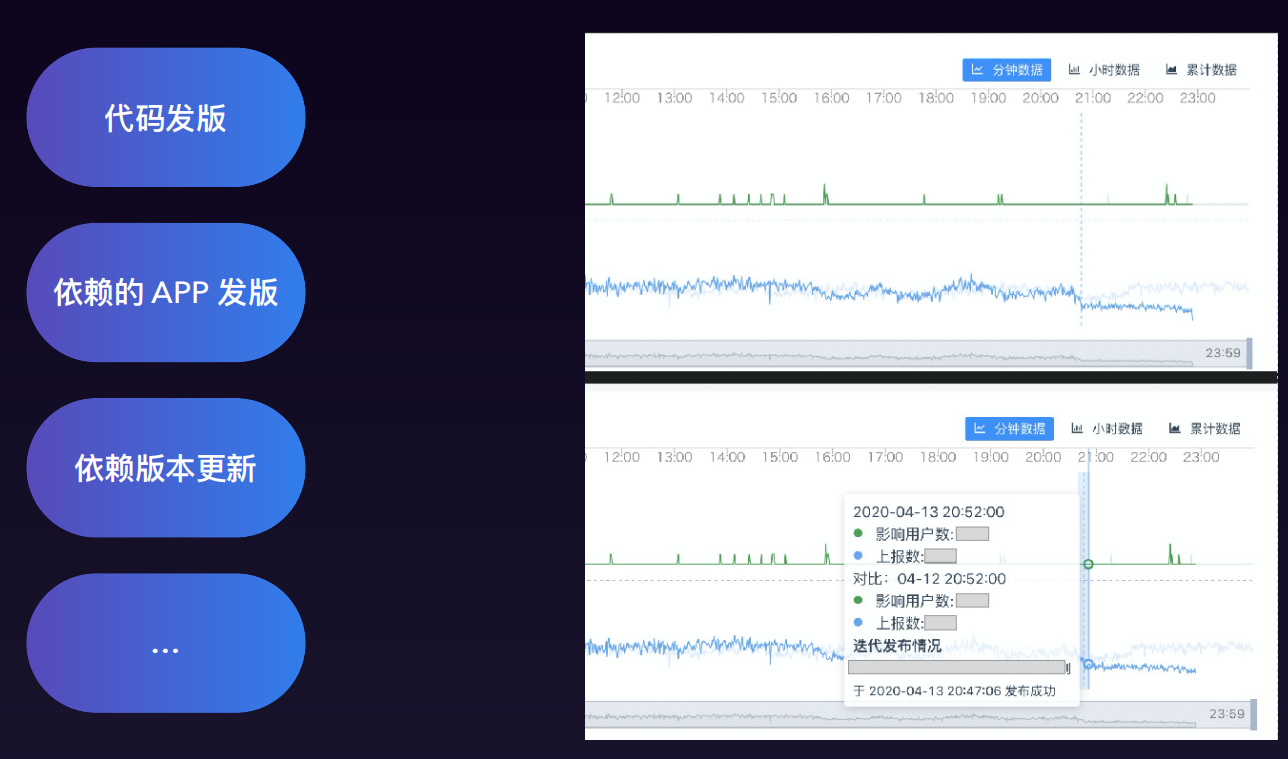 代码发版
依赖的 APP 发版
依赖版本更新
...
分钟数据 小时数据 累计数据
12:00 13:00 14:00 15:00 16:00 17:00 18:00 19:00 20:00 21:00 22:00 23:00
23:59
分钟数据 小时数据 累计数据
12:00 13:00 14:00 15:00 16:00 17:00 18:00 19:00 20:00 21:00 22:00 23:00
2020-04-13 20:52:00
影响用户数:
上报数:
对比: 04-12 20:52:00
影响用户数:
上报数:
迭代发布情况
于 2020-04-13 20:47:06 发布成功
23:59